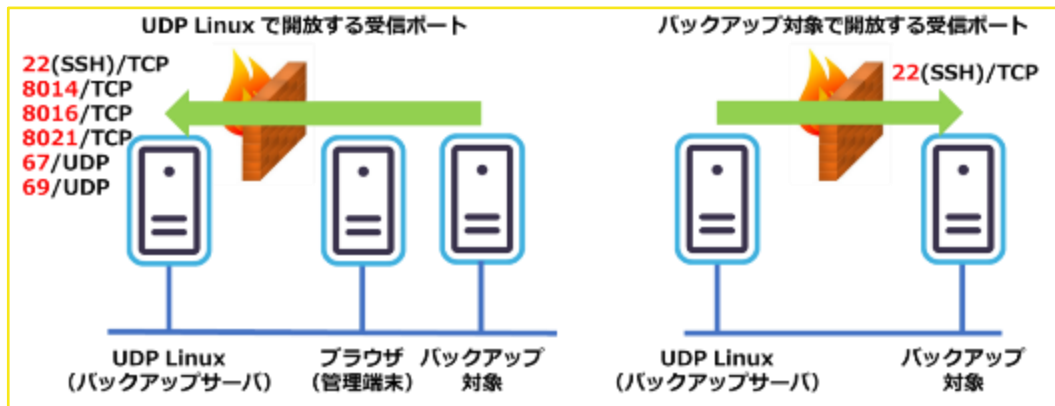 UDP Linux で開放する受信ポート
22(SSH)/TCP
8014/TCP
8016/TCP
8021/TCP
67/UDP
69/UDP
UDP Linux
(バックアップサーバ)
ブラウザ
(管理端末)
バックアップ
対象
バックアップ対象で開放する受信ポート
22(SSH)/TCP
UDP Linux
(バックアップサーバ)
バックアップ
対象